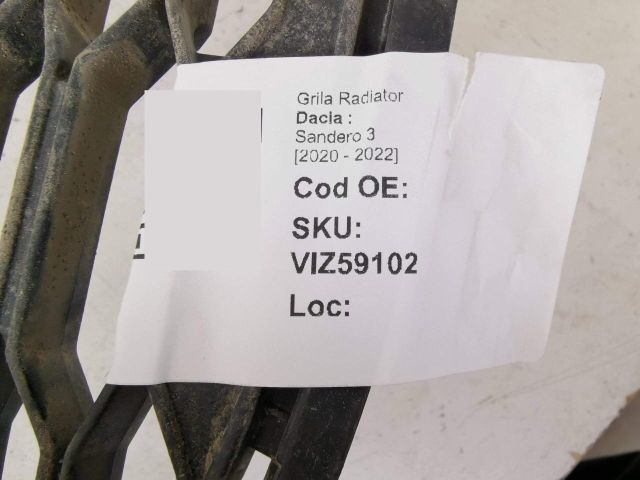 Grila Radiator
Dacia :
Sandero 3
[2020 - 2022]
Cod OE:
SKU:
VIZ59102
Loc: